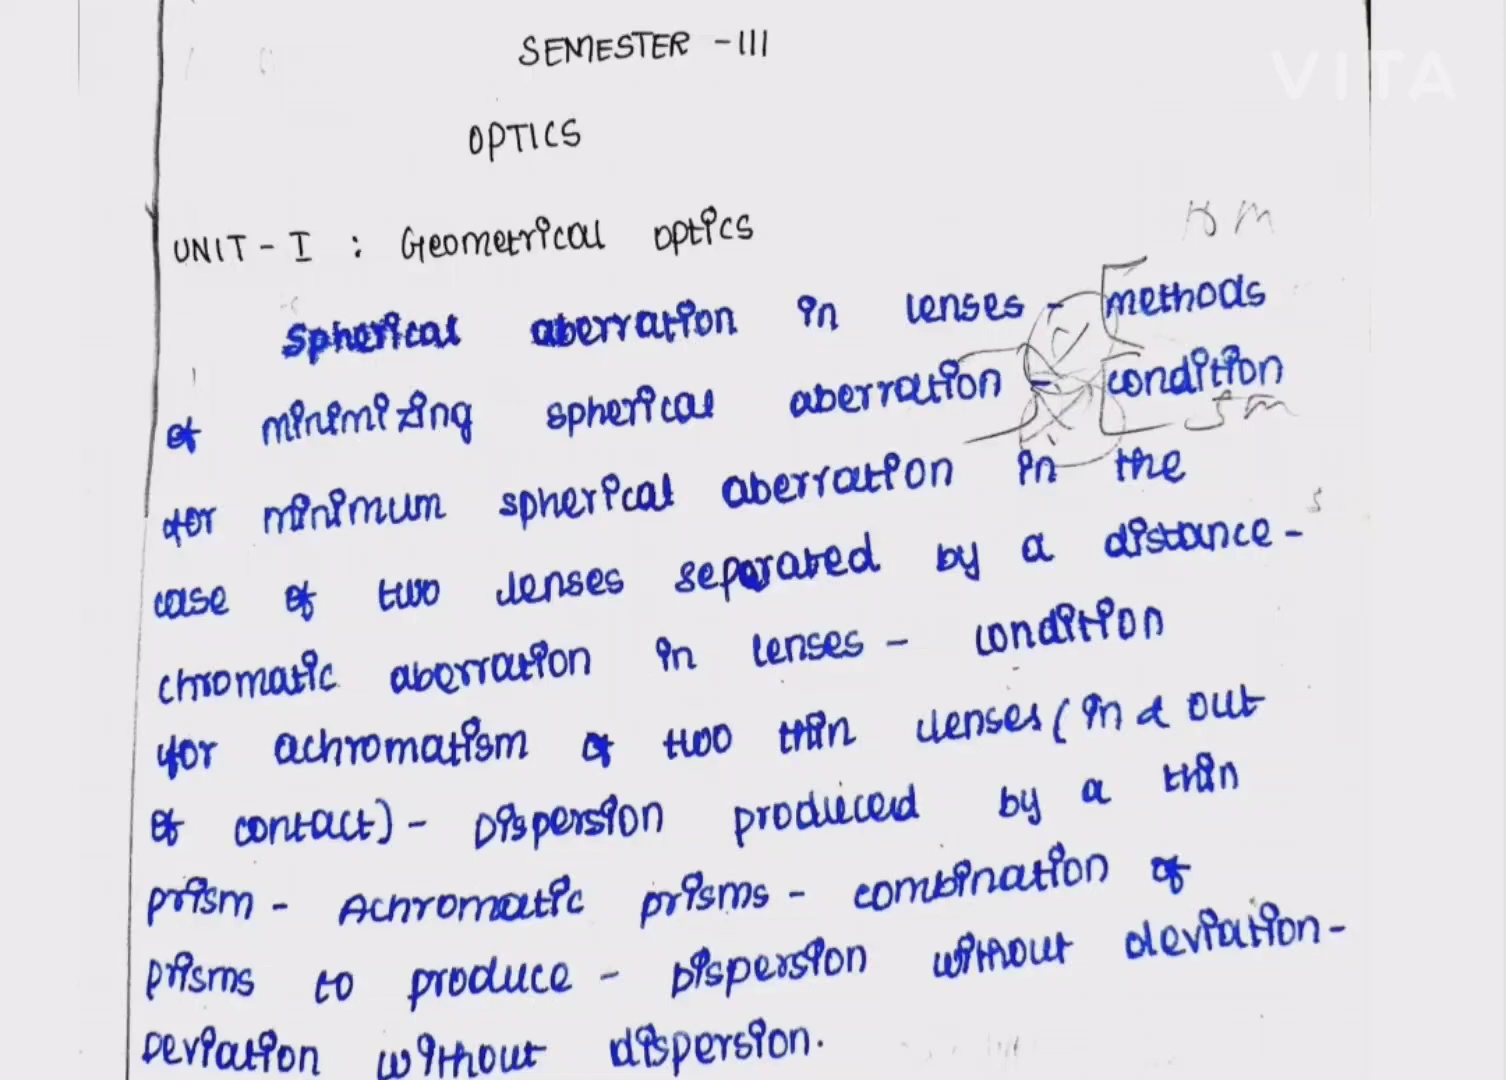 SEMESTER - III
VITA
OPTICS
UNIT - I : Geometrical optics
Spherical aberration in lenses - methods
of minimizing spherical aberration - condition
5m
for minimum spherical aberration in the
case of two lenses separated by a distance -
chromatic aberration in lenses - condition
for achromatism of two thin lenses (in & out
of contact) - Dispersion produced by a thin
prism - Achromatic prisms - combination of
prisms to produce - Dispersion without deviation -
Deviation without dispersion.